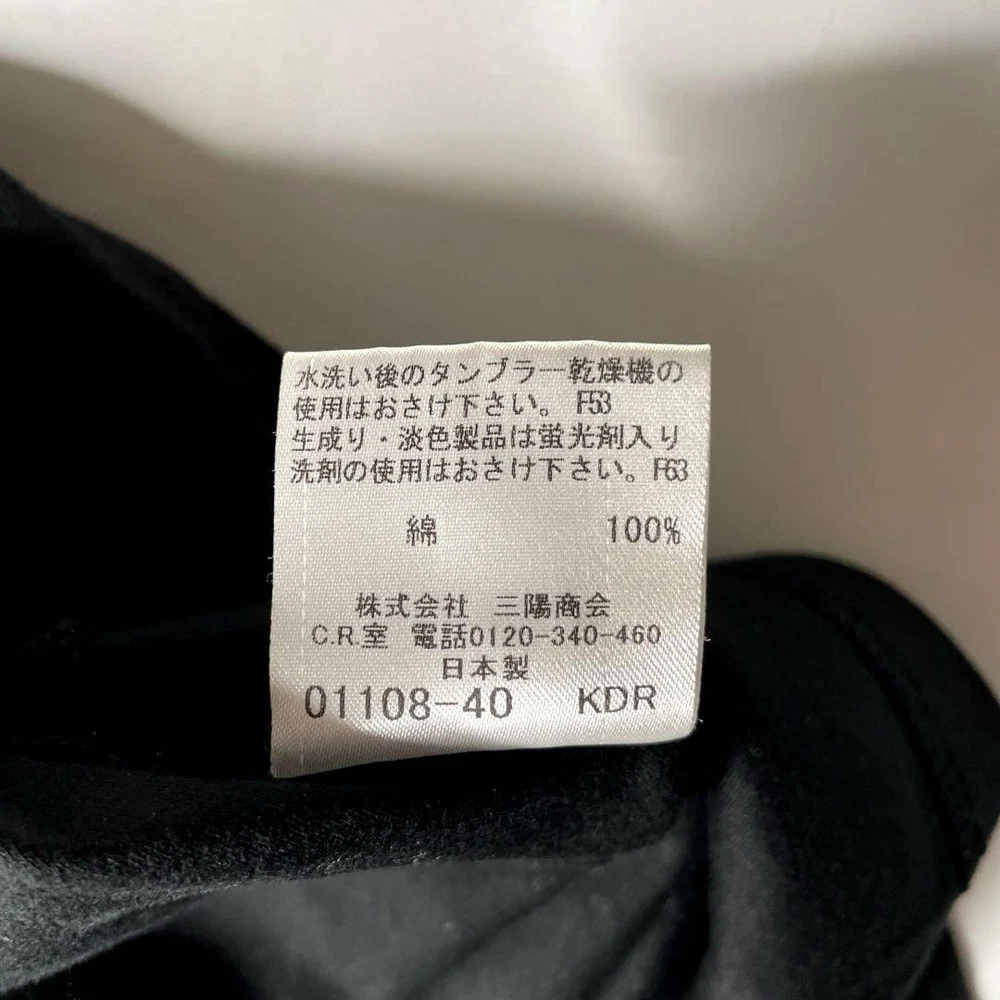 水洗い後のタンブラー乾燥機の
使用はおさけ下さい。 F53
生成り・淡色製品は蛍光剤入り
洗剤の使用はおさけ下さい。F63
綿 100%
株式会社 三陽商会
C.R.室 電話0120-340-460
日本製
01108-40 KDR